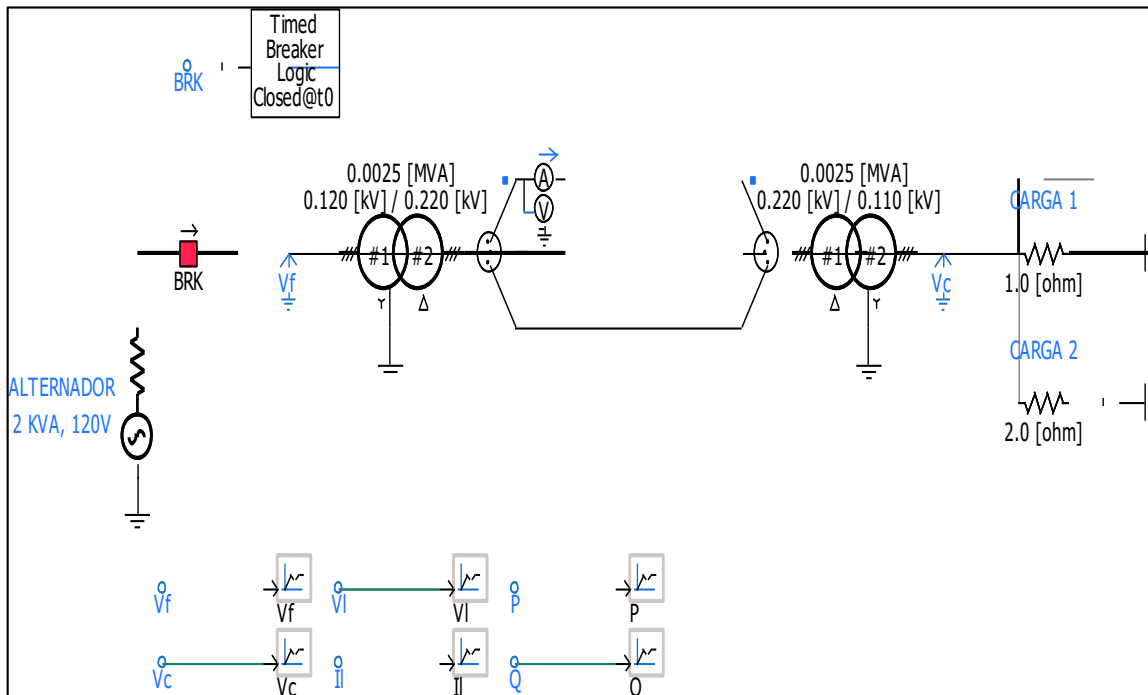 Timed
Breaker
Logic
Closed@t0
BRK
0.0025 [MVA]
0.120 [kV] / 0.220 [kV]
A
V
0.0025 [MVA]
0.220 [kV] / 0.110 [kV]
CARGA 1
#1
#2
#1
#2
BRK
Vf
Vc
1.0 [ohm]
Y
Δ
Δ
Y
CARGA 2
ALTERNADOR
2 KVA, 120V
2.0 [ohm]
Vf
Vf
Vl
Vl
P
P
Vc
Vc
Il
Il
Q
Q